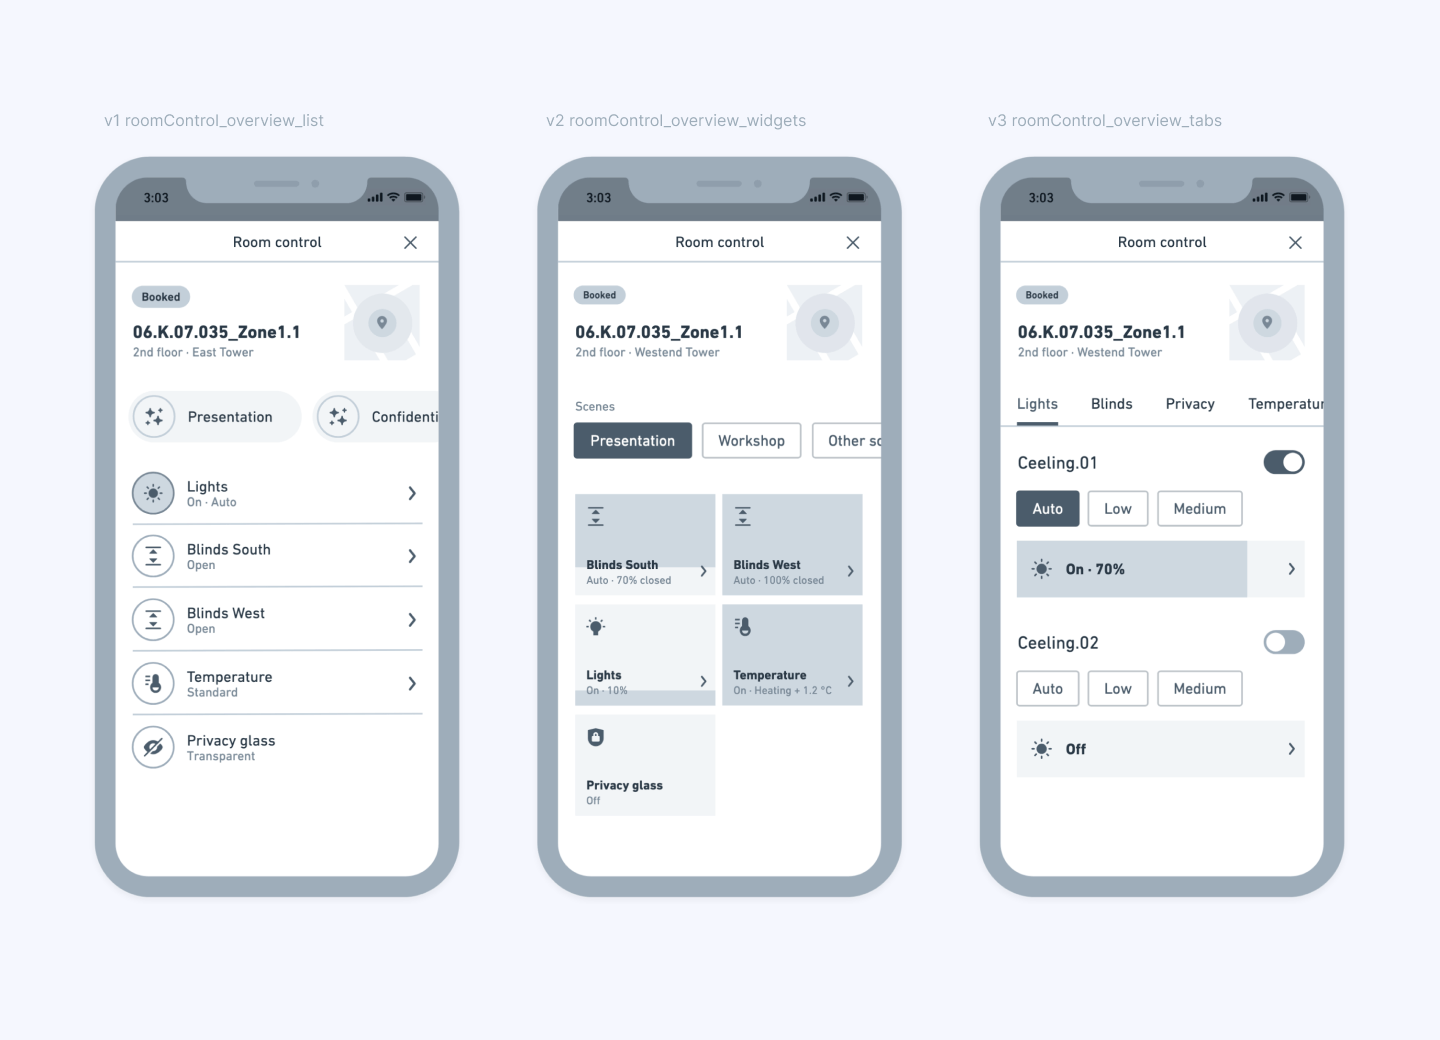 v1 roomControl_overview_list
3:03
Room control
Booked
06.K.07.035_Zone1.1
2nd floor · East Tower
Presentation
Confidenti
Lights
On · Auto
Blinds South
Open
Blinds West
Open
Temperature
Standard
Privacy glass
Transparent
v2 roomControl_overview_widgets
3:03
Room control
Booked
06.K.07.035_Zone1.1
2nd floor · Westend Tower
Scenes
Presentation
Workshop
Other sc
Blinds South
Auto · 70% closed
Blinds West
Auto · 100% closed
Lights
On · 10%
Temperature
On · Heating + 1.2 °C
Privacy glass
Off
v3 roomControl_overview_tabs
3:03
Room control
Booked
06.K.07.035_Zone1.1
2nd floor · Westend Tower
Lights
Blinds
Privacy
Temperatur
Ceeling.01
Auto
Low
Medium
On · 70%
Ceeling.02
Auto
Low
Medium
Off